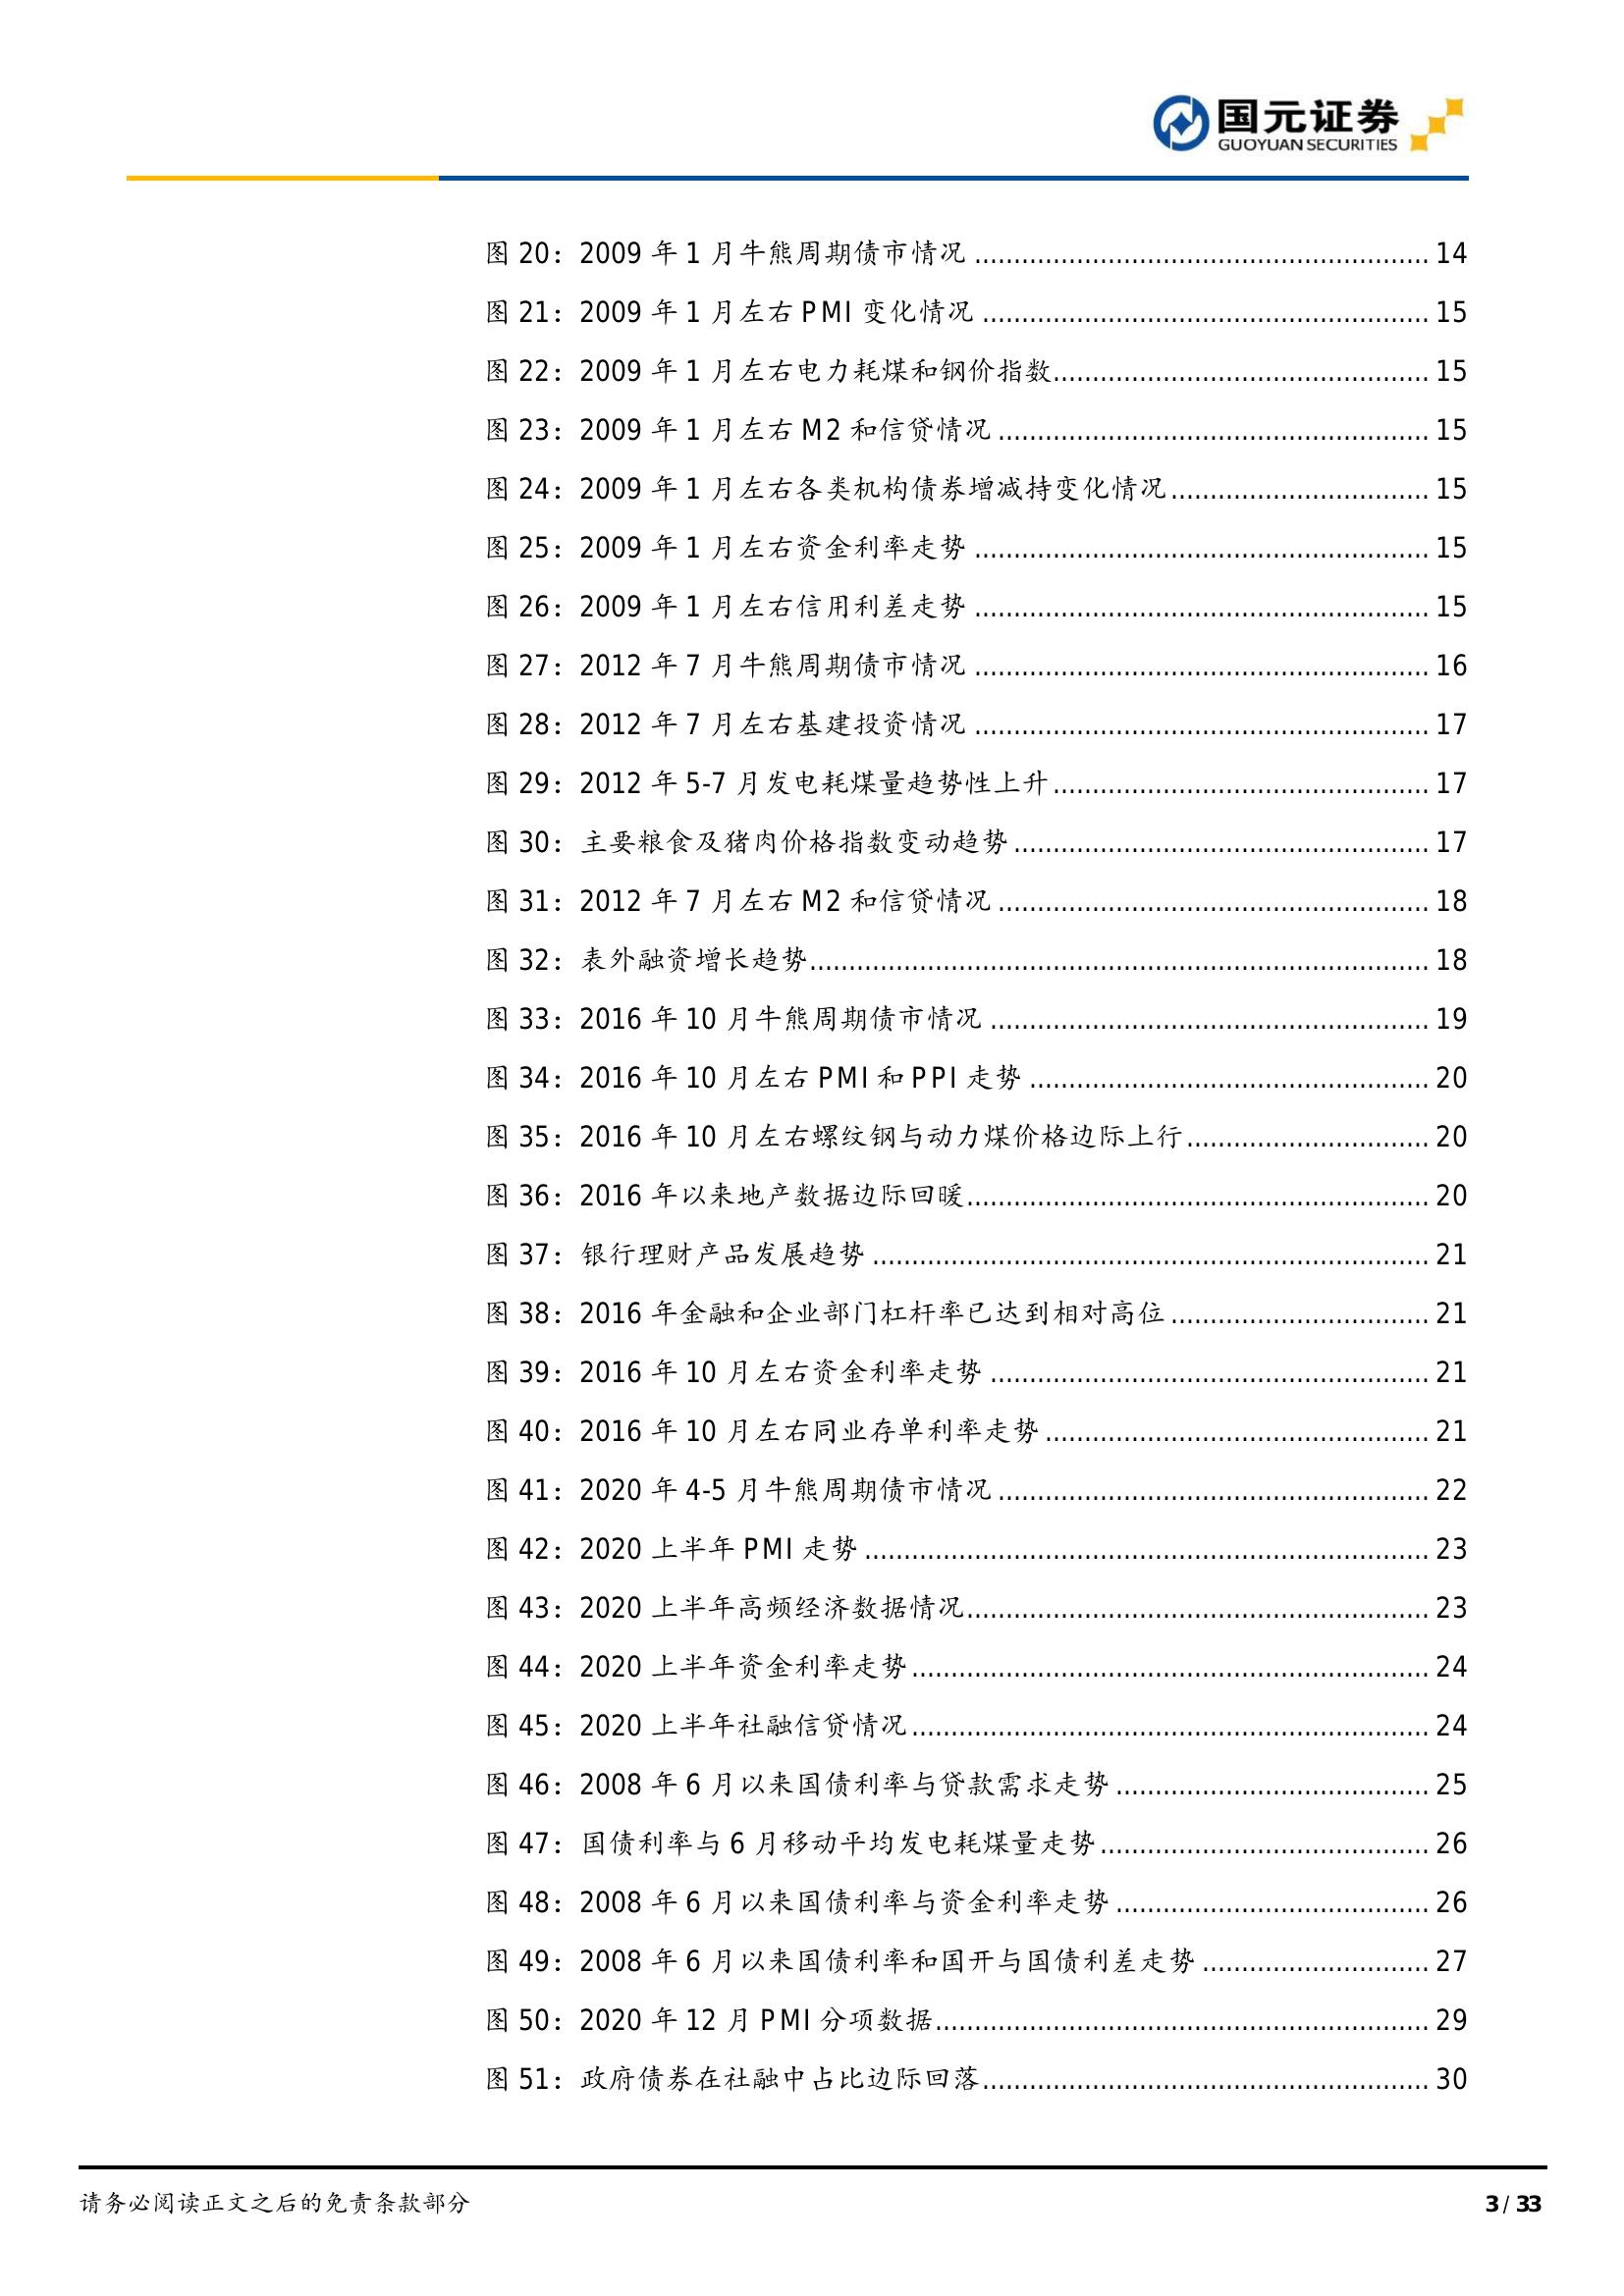 国元证券
GUOYUAN SECURITIES
图 20：2009 年 1 月牛熊周期债市情况 ........ 14
图 21：2009 年 1 月左右 PMI 变化情况 ........ 15
图 22：2009 年 1 月左右电力耗煤和钢价指数 ........ 15
图 23：2009 年 1 月左右 M2 和信贷情况 ........ 15
图 24：2009 年 1 月左右各类机构债券增减持变化情况 ........ 15
图 25：2009 年 1 月左右资金利率走势 ........ 15
图 26：2009 年 1 月左右信用利差走势 ........ 15
图 27：2012 年 7 月牛熊周期债市情况 ........ 16
图 28：2012 年 7 月左右基建投资情况 ........ 17
图 29：2012 年 5-7 月发电耗煤量趋势性上升 ........ 17
图 30：主要粮食及猪肉价格指数变动趋势 ........ 17
图 31：2012 年 7 月左右 M2 和信贷情况 ........ 18
图 32：表外融资增长趋势 ........ 18
图 33：2016 年 10 月牛熊周期债市情况 ........ 19
图 34：2016 年 10 月左右 PMI 和 PPI 走势 ........ 20
图 35：2016 年 10 月左右螺纹钢与动力煤价格边际上行 ........ 20
图 36：2016 年以来地产数据边际回暖 ........ 20
图 37：银行理财产品发展趋势 ........ 21
图 38：2016 年金融和企业部门杠杆率已达到相对高位 ........ 21
图 39：2016 年 10 月左右资金利率走势 ........ 21
图 40：2016 年 10 月左右同业存单利率走势 ........ 21
图 41：2020 年 4-5 月牛熊周期债市情况 ........ 22
图 42：2020 上半年 PMI 走势 ........ 23
图 43：2020 上半年高频经济数据情况 ........ 23
图 44：2020 上半年资金利率走势 ........ 24
图 45：2020 上半年社融信贷情况 ........ 24
图 46：2008 年 6 月以来国债利率与贷款需求走势 ........ 25
图 47：国债利率与 6 月移动平均发电耗煤量走势 ........ 26
图 48：2008 年 6 月以来国债利率与资金利率走势 ........ 26
图 49：2008 年 6 月以来国债利率和国开与国债利差走势 ........ 27
图 50：2020 年 12 月 PMI 分项数据 ........ 29
图 51：政府债券在社融中占比边际回落 ........ 30
请务必阅读正文之后的免责条款部分
3 / 33